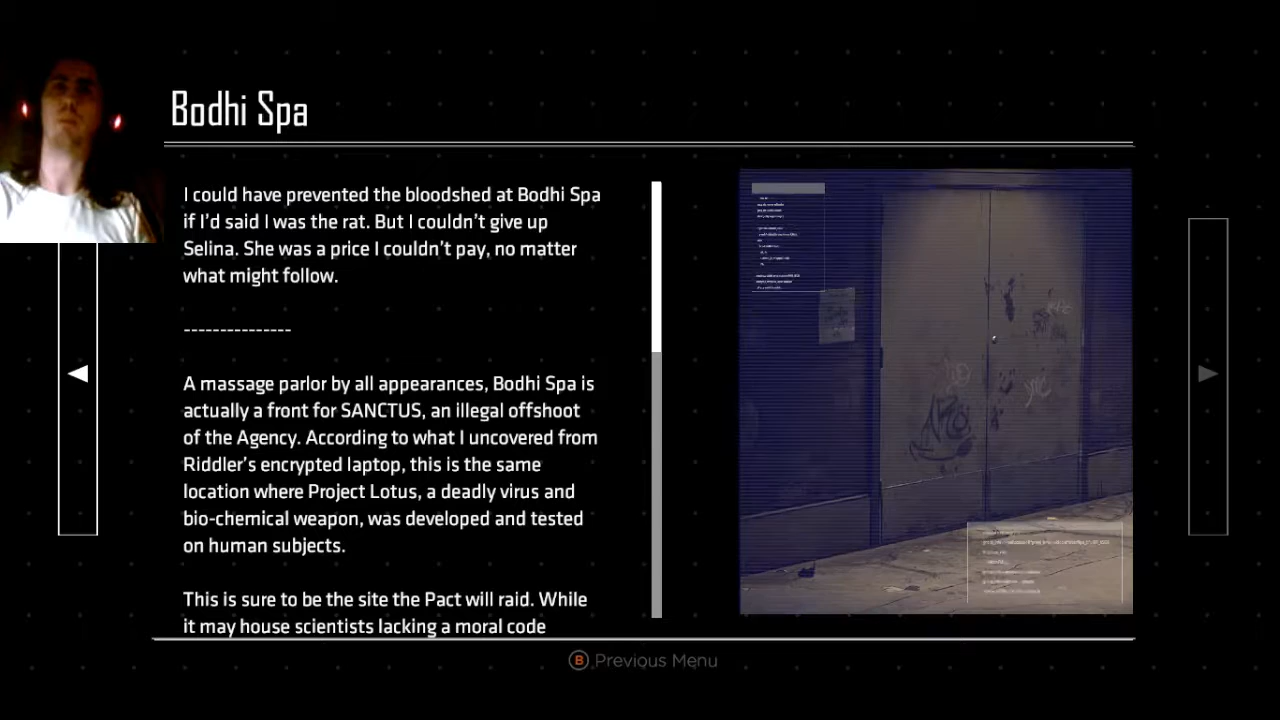 Bodhi Spa
I could have prevented the bloodshed at Bodhi Spa
if I'd said I was the rat. But I couldn't give up
Selina. She was a price I couldn't pay, no matter
what might follow.
---------------
A massage parlor by all appearances, Bodhi Spa is
actually a front for SANCTUS, an illegal offshoot
of the Agency. According to what I uncovered from
Riddler's encrypted laptop, this is the same
location where Project Lotus, a deadly virus and
bio-chemical weapon, was developed and tested
on human subjects.
This is sure to be the site the Pact will raid. While
it may house scientists lacking a moral code
B Previous Menu